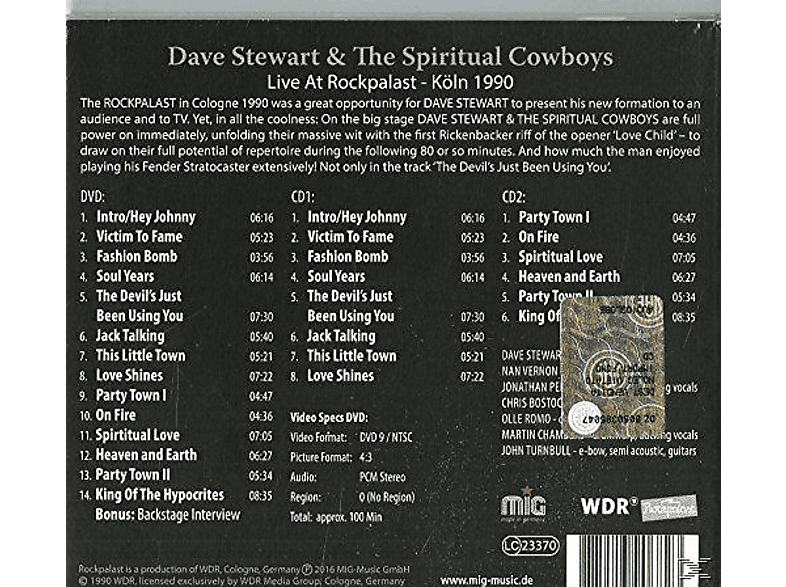 Dave Stewart & The Spiritual Cowboys
Live At Rockpalast - Köln 1990
The ROCKPALAST in Cologne 1990 was a great opportunity for DAVE STEWART to present his new formation to an
audience and to TV. Yet, in all the coolness: On the big stage DAVE STEWART & THE SPIRITUAL COWBOYS are full
power on immediately, unfolding their massive wit with the first Rickenbacker riff of the opener ‘Love Child’ – to
draw on their full potential of repertoire during the following 80 or so minutes. And how much the man enjoyed
playing his Fender Stratocaster extensively! Not only in the track ‘The Devil’s Just Been Using You’.
DVD:
1. Intro/Hey Johnny 06:16
2. Victim To Fame 05:23
3. Fashion Bomb 03:56
4. Soul Years 06:14
5. The Devil’s Just
Been Using You 07:30
6. Jack Talking 05:40
7. This Little Town 05:21
8. Love Shines 07:22
9. Party Town I 04:47
10. On Fire 04:36
11. Spirtitual Love 07:05
12. Heaven and Earth 06:27
13. Party Town II 05:34
14. King Of The Hypocrites 08:35
Bonus: Backstage Interview
CD1:
1. Intro/Hey Johnny 06:16
2. Victim To Fame 05:23
3. Fashion Bomb 03:56
4. Soul Years 06:14
5. The Devil’s Just
Been Using You 07:30
6. Jack Talking 05:40
7. This Little Town 05:21
8. Love Shines 07:22
Video Specs DVD:
Video Format: DVD 9 / NTSC
Picture Format: 4:3
Audio: PCM Stereo
Region: 0 (No Region)
Total: approx. 100 Min
CD2:
1. Party Town I 04:47
2. On Fire 04:36
3. Spirtitual Love 07:05
4. Heaven and Earth 06:27
5. Party Town II 05:34
6. King Of 08:35
DAVE STEWART
NAN VERNON
JONATHAN vocals
CHRIS BOSTOC
OLLE ROMO -
MARTIN vocals
JOHN TURNBULL - e-bow, semi acoustic, guitars
MIG
made in germany
WDR
Rockpalast
LC 23370
Rockpalast is a production of WDR, Cologne, Germany Ⓟ 2016 MIG-Music GmbH
© 1990 WDR, licensed exclusively by WDR Media Group, Cologne, Germany
www.mig-music.de